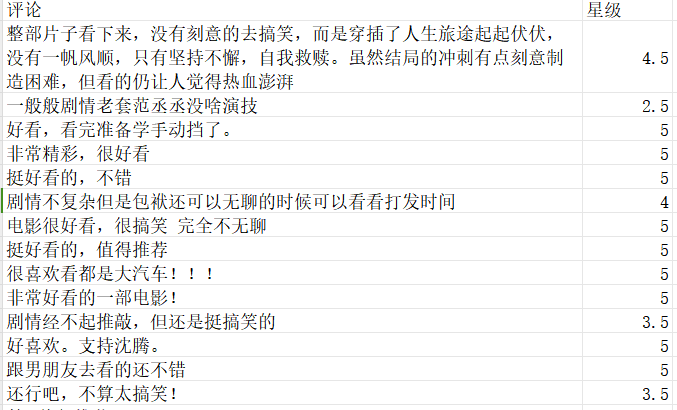 评论 星级
整部片子看下来，没有刻意的去搞笑，而是穿插了人生旅途起起伏伏，
没有一帆风顺，只有坚持不懈，自我救赎。虽然结局的冲刺有点刻意制 4.5
造困难，但看的仍让人觉得热血澎湃
一般般剧情老套范丞丞没啥演技 2.5
好看，看完准备学手动挡了。 5
非常精彩，很好看 5
挺好看的，不错 5
剧情不复杂但是包袱还可以无聊的时候可以看看打发时间 4
电影很好看，很搞笑 完全不无聊 5
挺好看的，值得推荐 5
很喜欢看都是大汽车！！！ 5
非常好看的一部电影！ 5
剧情经不起推敲，但还是挺搞笑的 3.5
好喜欢。支持沈腾。 5
跟男朋友去看的还不错 5
还行吧，不算太搞笑！ 3.5